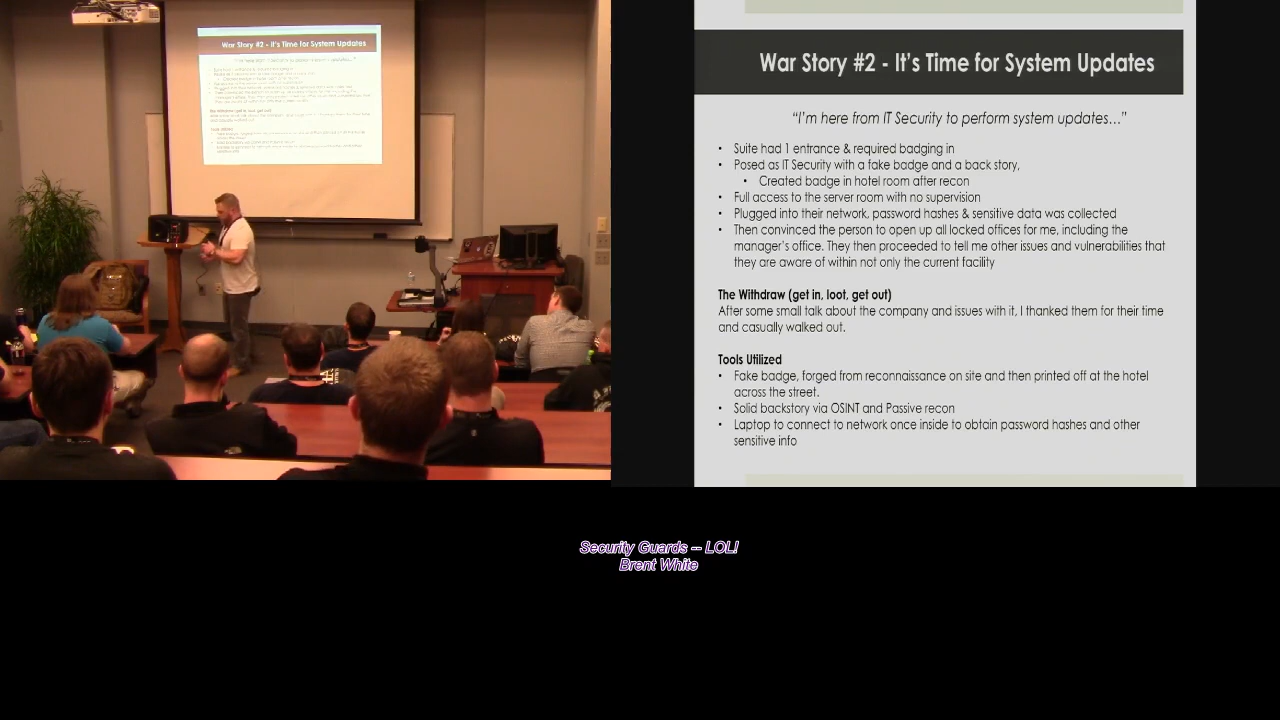 War Story #2 - It's Time for System Updates
War Story #2 - It's Time for System Updates
“I'm here from IT Security to perform system updates…”
• Suite had 1 entrance & required badging in
• Posed as IT Security with a fake badge and a back story,
• Created badge in hotel room after recon
• Full access to the server room with no supervision
• Plugged into their network, password hashes & sensitive data was collected
• Then convinced the person to open up all locked offices for me, including the
manager's office. They then proceeded to tell me other issues and vulnerabilities that
they are aware of within not only the current facility
The Withdraw (get in, loot, get out)
After some small talk about the company and issues with it, I thanked them for their time
and casually walked out.
Tools Utilized
• Fake badge, forged from reconnaissance on site and then printed off at the hotel
across the street.
• Solid backstory via OSINT and Passive recon
• Laptop to connect to network once inside to obtain password hashes and other
sensitive info
Security Guards -- LOL!
Brent White